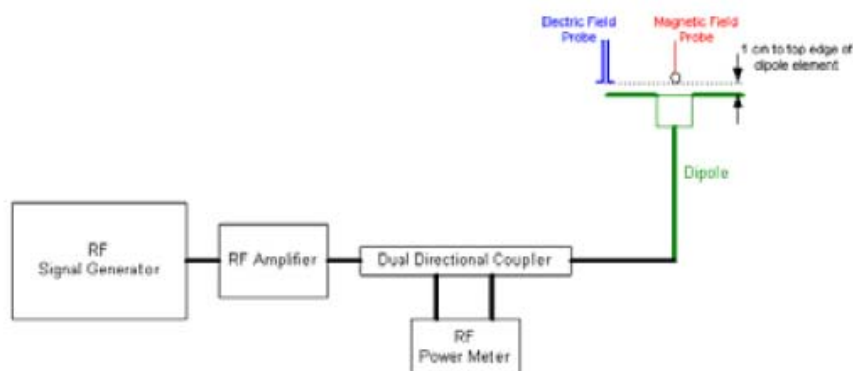 Electric Field
Probe
Magnetic Field
Probe
1 cm to top edge of
dipole element
Dipole
RF
Signal Generator
RF Amplifier
Dual Directional Coupler
RF
Power Meter